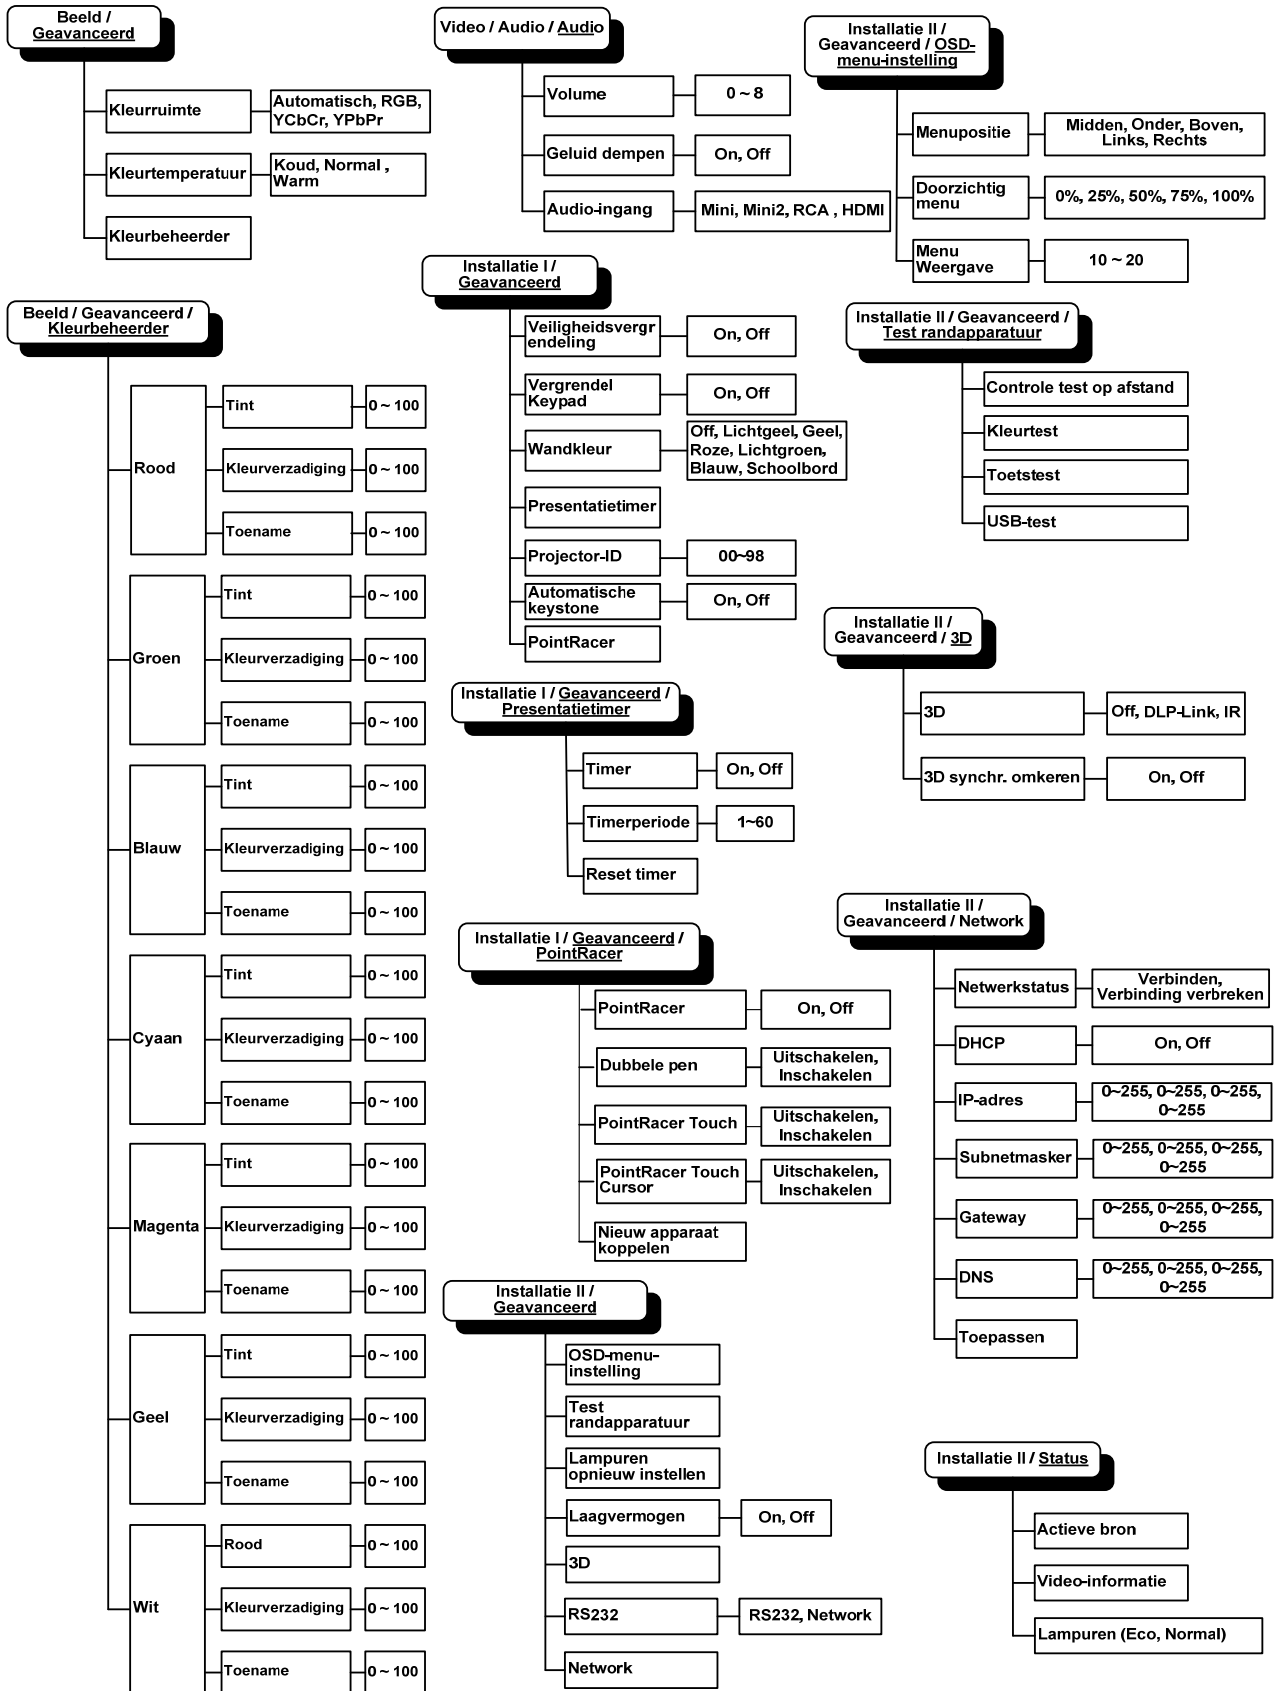 Beeld /
Geavanceerd
Kleurruimte
Automatisch, RGB,
YCbCr, YPbPr
Kleurtemperatuur
Koud, Normal ,
Warm
Kleurbeheerder
Beeld / Geavanceerd /
Kleurbeheerder
Rood
Tint
0 ~ 100
Kleurverzadiging
0 ~ 100
Toename
0 ~ 100
Groen
Tint
0 ~ 100
Kleurverzadiging
0 ~ 100
Toename
0 ~ 100
Blauw
Tint
0 ~ 100
Kleurverzadiging
0 ~ 100
Toename
0 ~ 100
Cyaan
Tint
0 ~ 100
Kleurverzadiging
0 ~ 100
Toename
0 ~ 100
Magenta
Tint
0 ~ 100
Kleurverzadiging
0 ~ 100
Toename
0 ~ 100
Geel
Tint
0 ~ 100
Kleurverzadiging
0 ~ 100
Toename
0 ~ 100
Wit
Rood
0 ~ 100
Kleurverzadiging
0 ~ 100
Toename
0 ~ 100
Video / Audio / Audio
Volume
0 ~ 8
Geluid dempen
On, Off
Audio-ingang
Mini, Mini2, RCA , HDMI
Installatie I /
Geavanceerd
Veiligheidsvergr
endeling
On, Off
Vergrendel
Keypad
On, Off
Wandkleur
Off, Lichtgeel, Geel,
Roze, Lichtgroen,
Blauw, Schoolbord
Presentatietimer
Projector-ID
00~98
Automatische
keystone
On, Off
PointRacer
Installatie I / Geavanceerd /
Presentatietimer
Timer
On, Off
Timerperiode
1~60
Reset timer
Installatie I / Geavanceerd /
PointRacer
PointRacer
On, Off
Dubbele pen
Uitschakelen,
Inschakelen
PointRacer Touch
Uitschakelen,
Inschakelen
PointRacer Touch
Cursor
Uitschakelen,
Inschakelen
Nieuw apparaat
koppelen
Installatie II /
Geavanceerd
OSD-menu-
instelling
Test
randapparatuur
Lampuren
opnieuw instellen
Laagvermogen
On, Off
3D
RS232
RS232, Network
Network
Installatie II /
Geavanceerd / OSD-
menu-instelling
Menupositie
Midden, Onder, Boven,
Links, Rechts
Doorzichtig
menu
0%, 25%, 50%, 75%, 100%
Menu
Weergave
10 ~ 20
Installatie II / Geavanceerd /
Test randapparatuur
Controle test op afstand
Kleurtest
Toetstest
USB-test
Installatie II /
Geavanceerd / 3D
3D
Off, DLP-Link, IR
3D synchr. omkeren
On, Off
Installatie II /
Geavanceerd / Network
Netwerkstatus
Verbinden,
Verbinding verbreken
DHCP
On, Off
IP-adres
0~255, 0~255, 0~255,
0~255
Subnetmasker
0~255, 0~255, 0~255,
0~255
Gateway
0~255, 0~255, 0~255,
0~255
DNS
0~255, 0~255, 0~255,
0~255
Toepassen
Installatie II / Status
Actieve bron
Video-informatie
Lampuren (Eco, Normal)